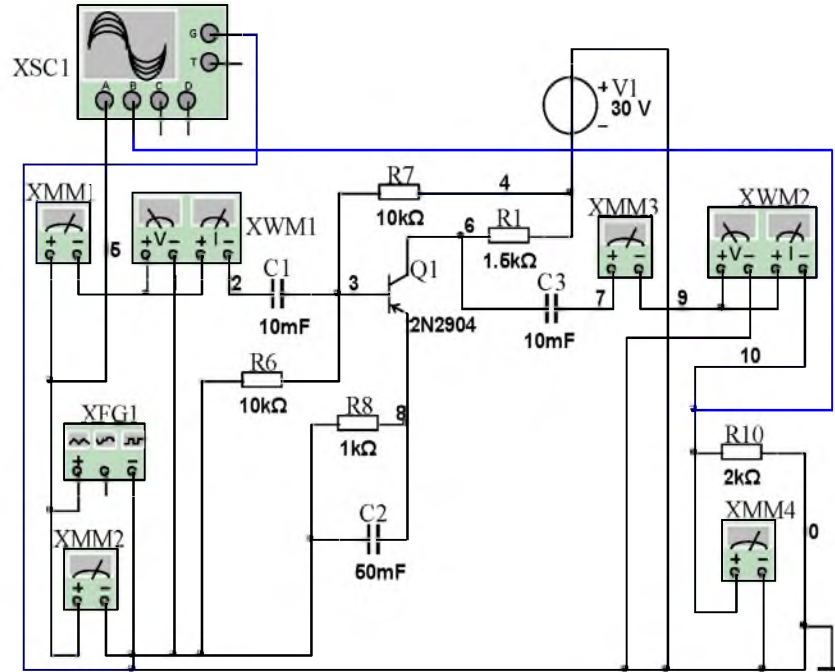 XSC1
G
T
A
B
C
D
+
V1
30 V
−
XMM1
+
−
5
+
V
−
+
I
−
XWM1
R7
10kΩ
4
6
R1
1.5kΩ
XMM3
+
−
XWM2
+
V
−
+
I
−
2
C1
10mF
3
Q1
2N2904
C3
10mF
7
9
10
R6
10kΩ
XFG1
+
−
R8
1kΩ
8
R10
2kΩ
C2
50mF
XMM2
+
−
XMM4
+
−
0